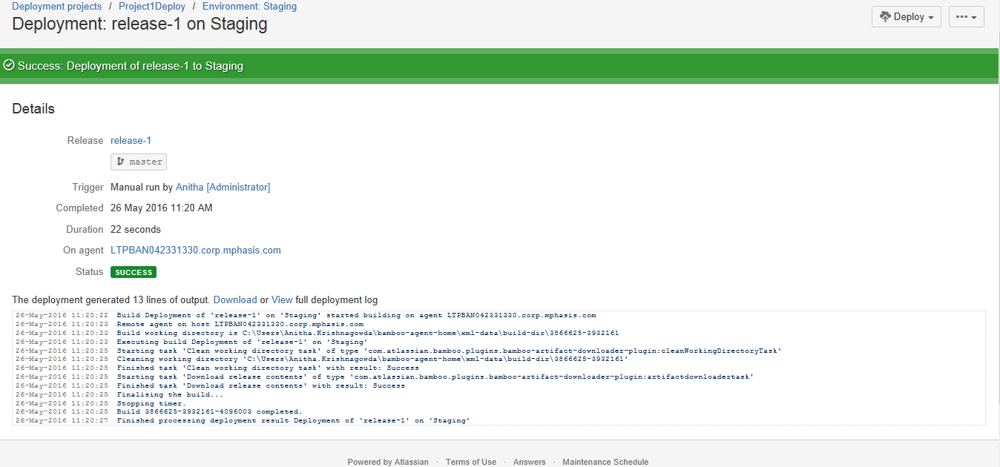 Deployment projects / Project1Deploy / Environment: Staging
Deployment: release-1 on Staging
Deploy
Success: Deployment of release-1 to Staging
Details
Release release-1
master
Trigger Manual run by Anitha [Administrator]
Completed 26 May 2016 11:20 AM
Duration 22 seconds
On agent LTPBAN042331330.corp.mphasis.com
Status SUCCESS
The deployment generated 13 lines of output. Download or View full deployment log
26-May-2016 11:20:22 Build Deployment of 'release-1' on 'Staging' started building on agent LTPBAN042331330.corp.mphasis.com
26-May-2016 11:20:23 Remote agent on host LTPBAN042331330.corp.mphasis.com
26-May-2016 11:20:23 Build working directory is C:\Users\Anitha.Krishnagowda\bamboo-agent-home\xml-data\build-dir\3866625-3932161
26-May-2016 11:20:23 Executing build Deployment of 'release-1' on 'Staging'
26-May-2016 11:20:25 Starting task 'Clean working directory task' of type 'com.atlassian.bamboo.plugins.bamboo-artifact-downloader-plugin:cleanWorkingDirectoryTask'
26-May-2016 11:20:25 Cleaning working directory 'C:\Users\Anitha.Krishnagowda\bamboo-agent-home\xml-data\build-dir\3866625-3932161'
26-May-2016 11:20:25 Finished task 'Clean working directory task' with result: Success
26-May-2016 11:20:25 Starting task 'Download release contents' of type 'com.atlassian.bamboo.plugins.bamboo-artifact-downloader-plugin:artifactdownloadertask'
26-May-2016 11:20:25 Finished task 'Download release contents' with result: Success
26-May-2016 11:20:25 Finalising the build...
26-May-2016 11:20:25 Stopping timer.
26-May-2016 11:20:25 Build 3866625-3932161-4096003 completed.
26-May-2016 11:20:27 Finished processing deployment result Deployment of 'release-1' on 'Staging'
Powered by Atlassian · Terms of Use · Answers · Maintenance Schedule